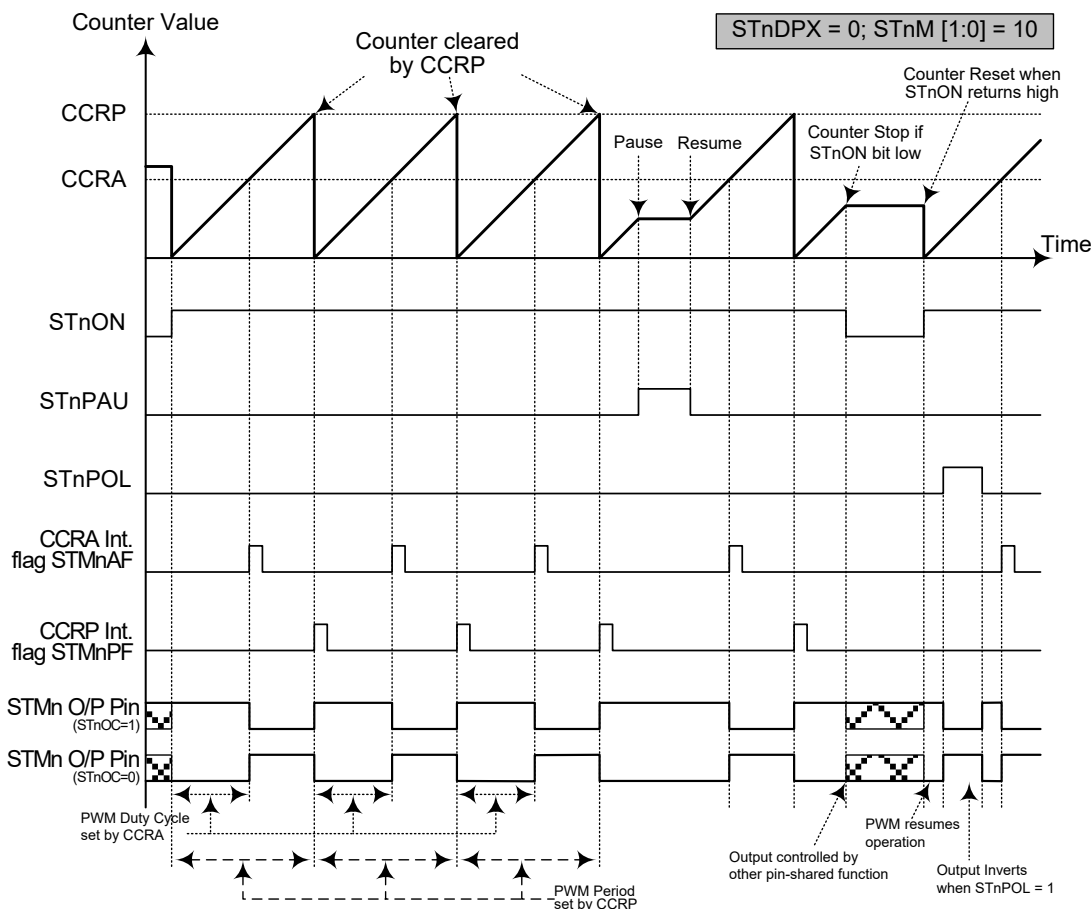 Counter Value
STnDPX = 0; STnM [1:0] = 10
Counter cleared
by CCRP
Counter Reset when
STnON returns high
CCRP
Pause
Resume
Counter Stop if
STnON bit low
CCRA
Time
STnON
STnPAU
STnPOL
CCRA Int.
flag STMnAF
CCRP Int.
flag STMnPF
STMn O/P Pin
(STnOC=1)
STMn O/P Pin
(STnOC=0)
PWM Duty Cycle
set by CCRA
PWM resumes
operation
Output controlled by
other pin-shared function
Output Inverts
when STnPOL = 1
PWM Period
set by CCRP